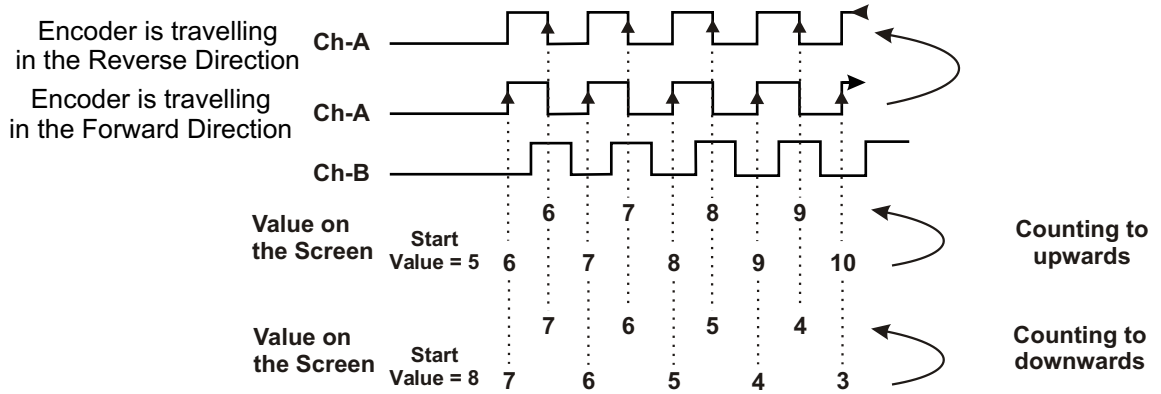 Encoder is travelling
in the Reverse Direction
Ch-A
Encoder is travelling
in the Forward Direction
Ch-A
Ch-B
6 7 8 9
Value on
the Screen
Start
Value = 5 6 7 8 9 10
Counting to
upwards
7 6 5 4
Value on
the Screen
Start
Value = 8 7 6 5 4 3
Counting to
downwards